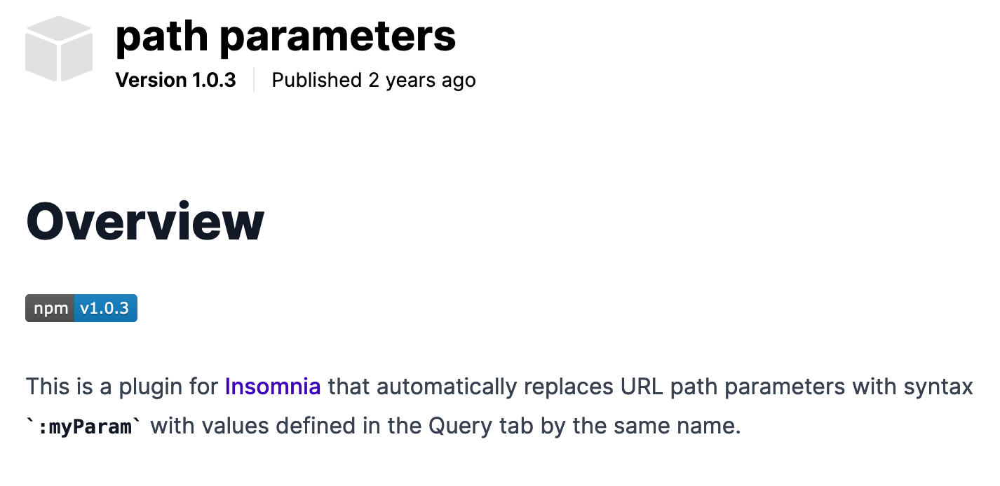 path parameters
Version 1.0.3 Published 2 years ago
Overview
npm v1.0.3
This is a plugin for Insomnia that automatically replaces URL path parameters with syntax
`:myParam` with values defined in the Query tab by the same name.